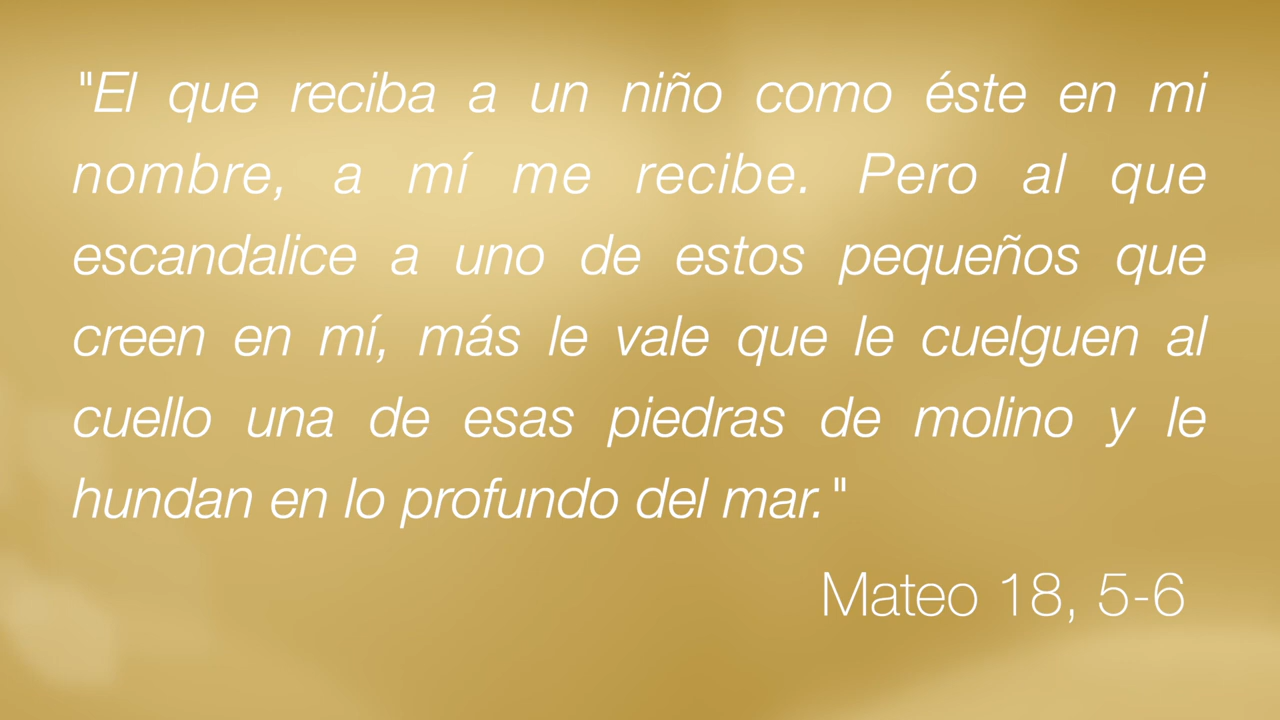 "El que reciba a un niño como éste en mi
nombre, a mí me recibe. Pero al que
escandalice a uno de estos pequeños que
creen en mí, más le vale que le cuelguen al
cuello una de esas piedras de molino y le
hundan en lo profundo del mar."
Mateo 18, 5-6